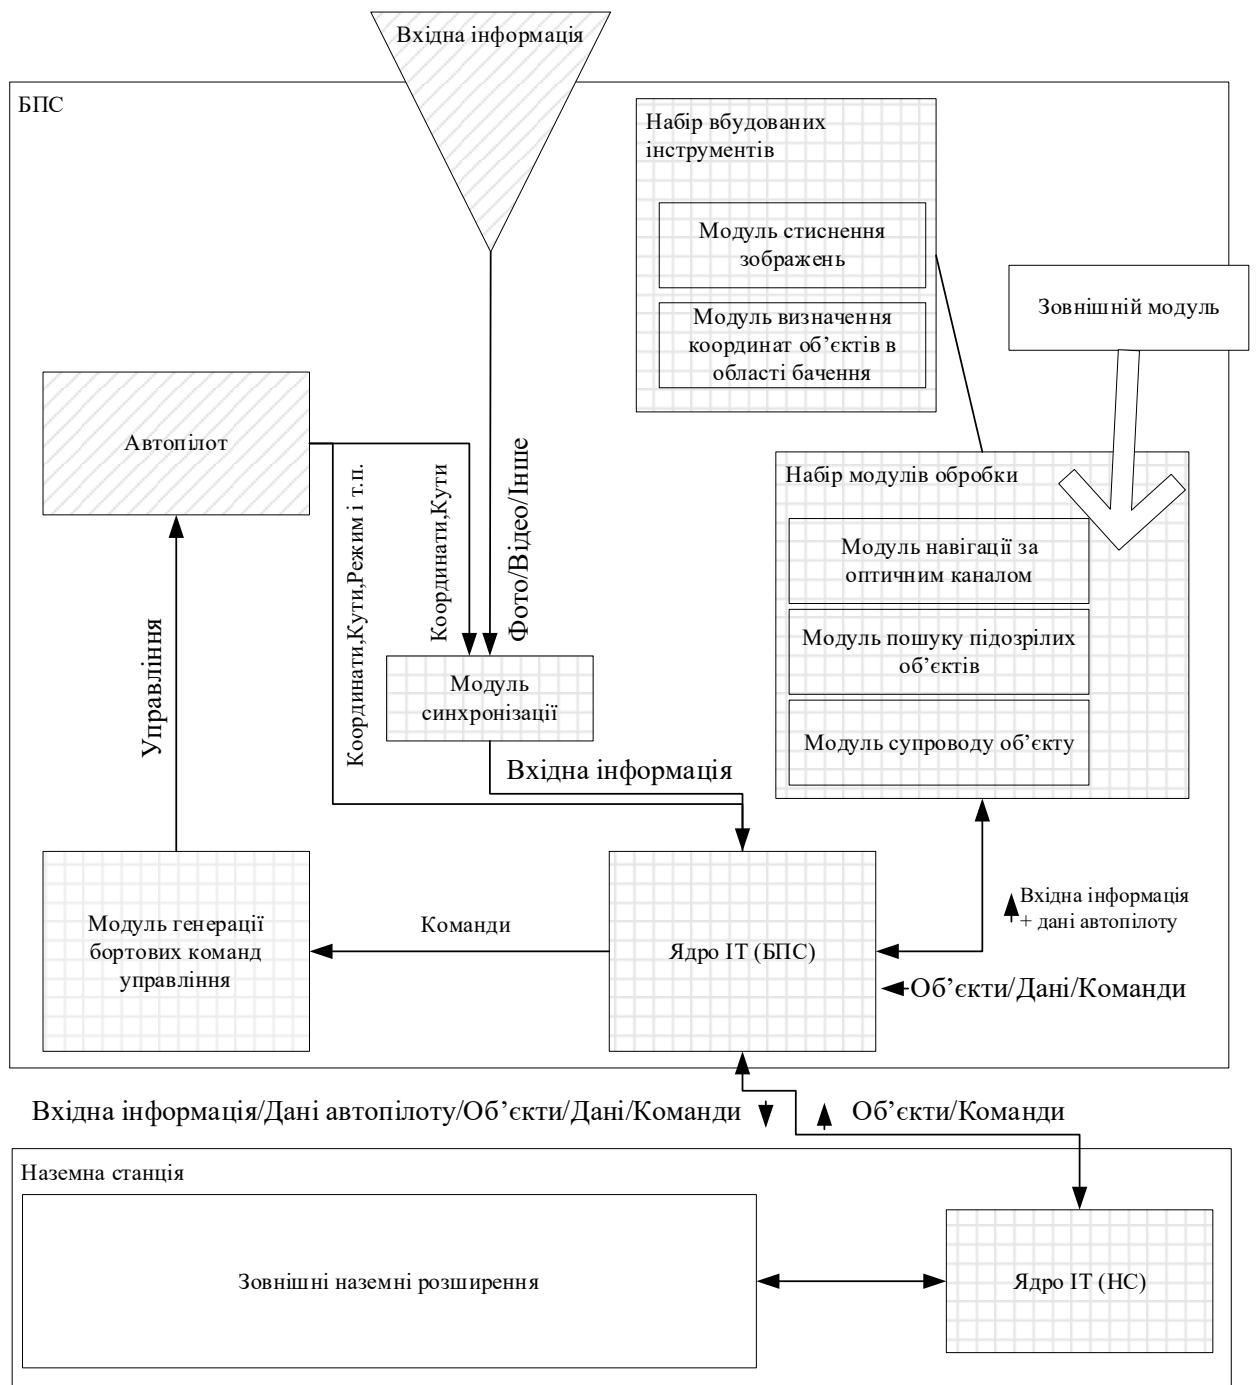 Вхідна інформація
БПС
Набір вбудованих
інструментів
Модуль стиснення
зображень
Модуль визначення
координат об’єктів в
області бачення
Зовнішній модуль
Автопілот
Координати,Кути,Режим і т.п.
Координати,Кути
Фото/Відео/Інше
Набір модулів обробки
Модуль навігації за
оптичним каналом
Модуль пошуку підозрілих
об’єктів
Модуль супроводу об’єкту
Управління
Модуль
синхронізації
Вхідна інформація
Модуль генерації
бортових команд
управління
Команди
Ядро ІТ (БПС)
Вхідна інформація
+ дані автопілоту
Об’єкти/Дані/Команди
Вхідна інформація/Дані автопілоту/Об’єкти/Дані/Команди
Об’єкти/Команди
Наземна станція
Зовнішні наземні розширення
Ядро ІТ (НС)